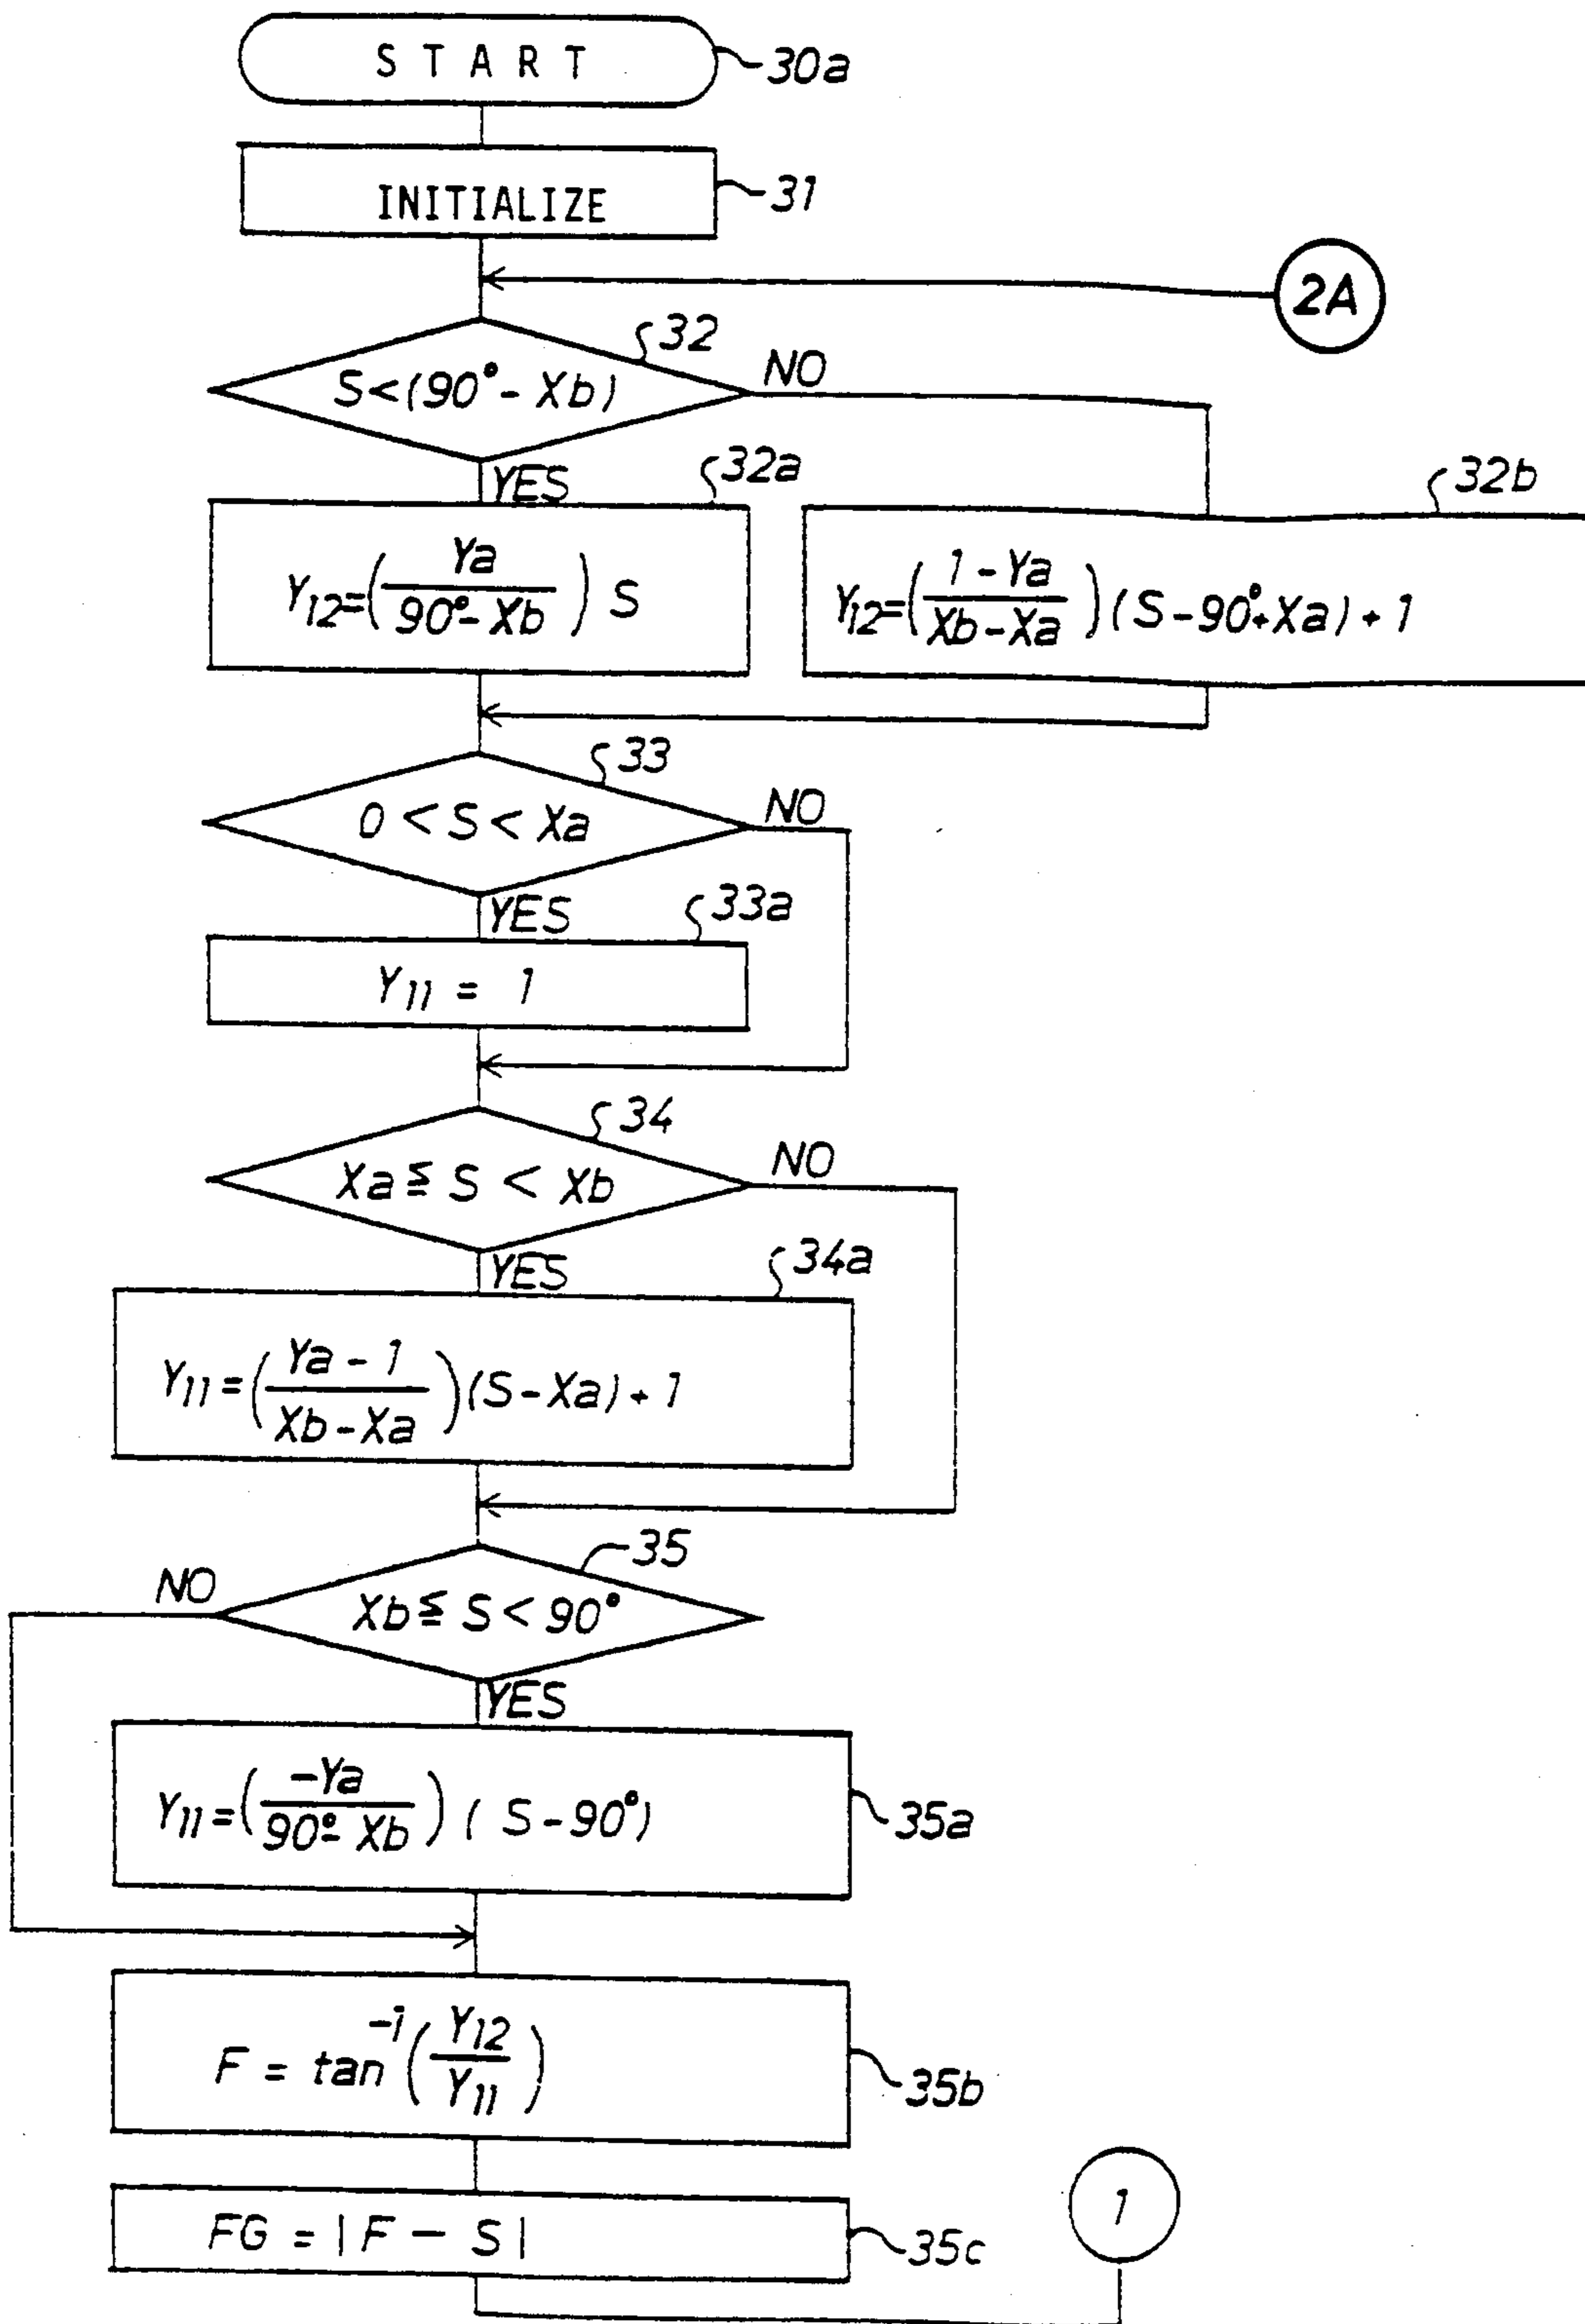 START
30a
INITIALIZE
31
2A
S<(90°-Xb)
32
NO
YES
32a
Y12=(Ya/90°-Xb) S
32b
Y12=(1-Ya/Xb-Xa)(S-90°+Xa)+1
33
0<S<Xa
NO
YES
33a
Y11 = 1
34
Xa≦S<Xb
NO
YES
34a
Y11=(Ya-1/Xb-Xa)(S-Xa)+1
35
NO
Xb≦S<90°
YES
Y11=(-Ya/90°-Xb)(S-90°)
35a
F = tan-1(Y12/Y11)
35b
FG = |F-S|
35c
1